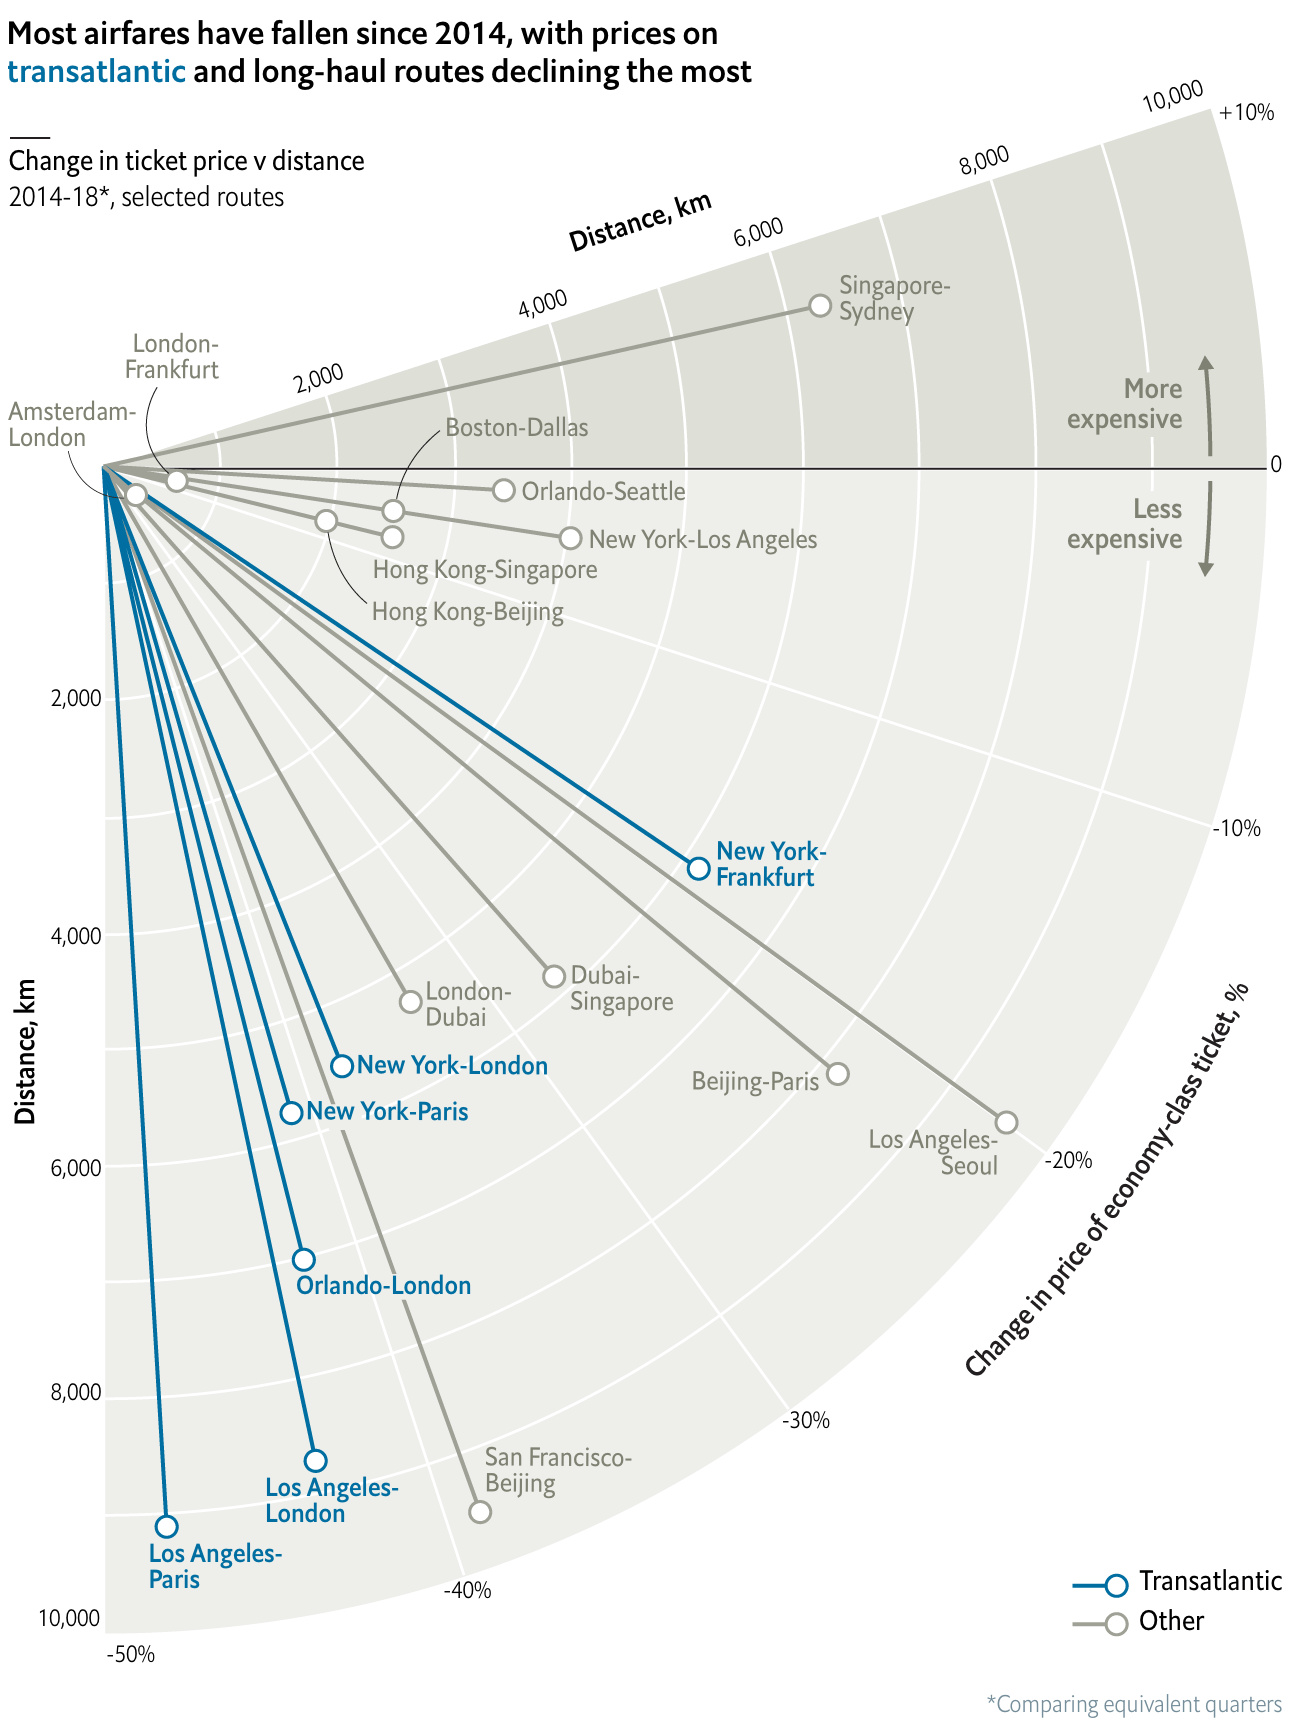 Most airfares have fallen since 2014, with prices on
transatlantic and long-haul routes declining the most
Change in ticket price v distance
2014-18*, selected routes
10,000
+10%
8,000
Distance, km
6,000
4,000
2,000
Singapore-
Sydney
London-
Frankfurt
Amsterdam-
London
Boston-Dallas
More
expensive
0
Orlando-Seattle
Less
expensive
New York-Los Angeles
Hong Kong-Singapore
Hong Kong-Beijing
2,000
-10%
New York-
Frankfurt
4,000
Dubai-
Singapore
London-
Dubai
Distance, km
New York-London
Beijing-Paris
New York-Paris
Los Angeles-
Seoul
-20%
Change in price of economy-class ticket, %
6,000
Orlando-London
8,000
-30%
San Francisco-
Beijing
Los Angeles-
London
Los Angeles-
Paris
-40%
10,000
-50%
Transatlantic
Other
*Comparing equivalent quarters